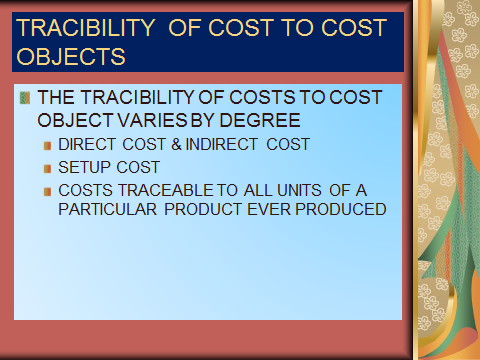 TRACIBILITY OF COST TO COST
OBJECTS
THE TRACIBILITY OF COSTS TO COST
OBJECT VARIES BY DEGREE
DIRECT COST & INDIRECT COST
SETUP COST
COSTS TRACEABLE TO ALL UNITS OF A
PARTICULAR PRODUCT EVER PRODUCED